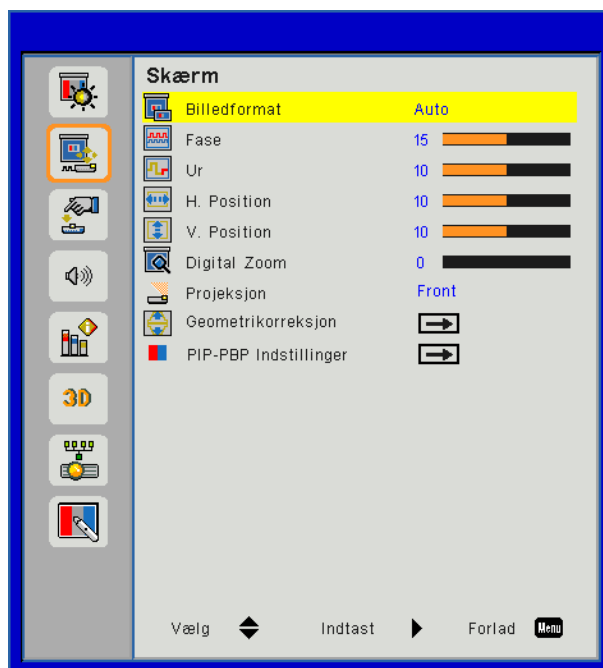 Skærm
Billedformat Auto
Fase 15
Ur 10
H. Position 10
V. Position 10
Digital Zoom 0
Projeksjon Front
Geometrikorreksjon
PIP-PBP Indstillinger
3D
Vælg Indtast Forlad Menu